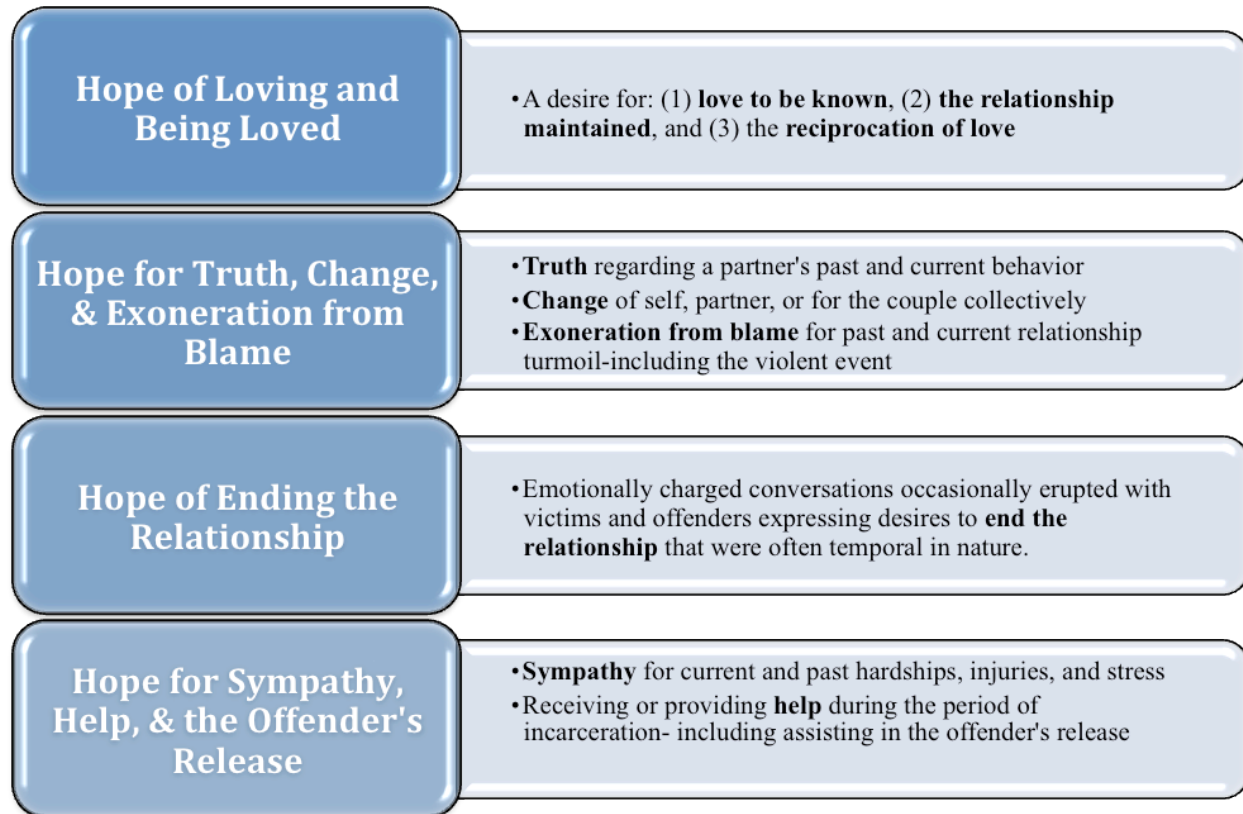 Hope of Loving and
Being Loved
•A desire for: (1) love to be known, (2) the relationship
maintained, and (3) the reciprocation of love
Hope for Truth, Change,
& Exoneration from
Blame
•Truth regarding a partner's past and current behavior
•Change of self, partner, or for the couple collectively
•Exoneration from blame for past and current relationship
turmoil-including the violent event
Hope of Ending the
Relationship
•Emotionally charged conversations occasionally erupted with
victims and offenders expressing desires to end the
relationship that were often temporal in nature.
Hope for Sympathy,
Help, & the Offender's
Release
•Sympathy for current and past hardships, injuries, and stress
•Receiving or providing help during the period of
incarceration- including assisting in the offender's release